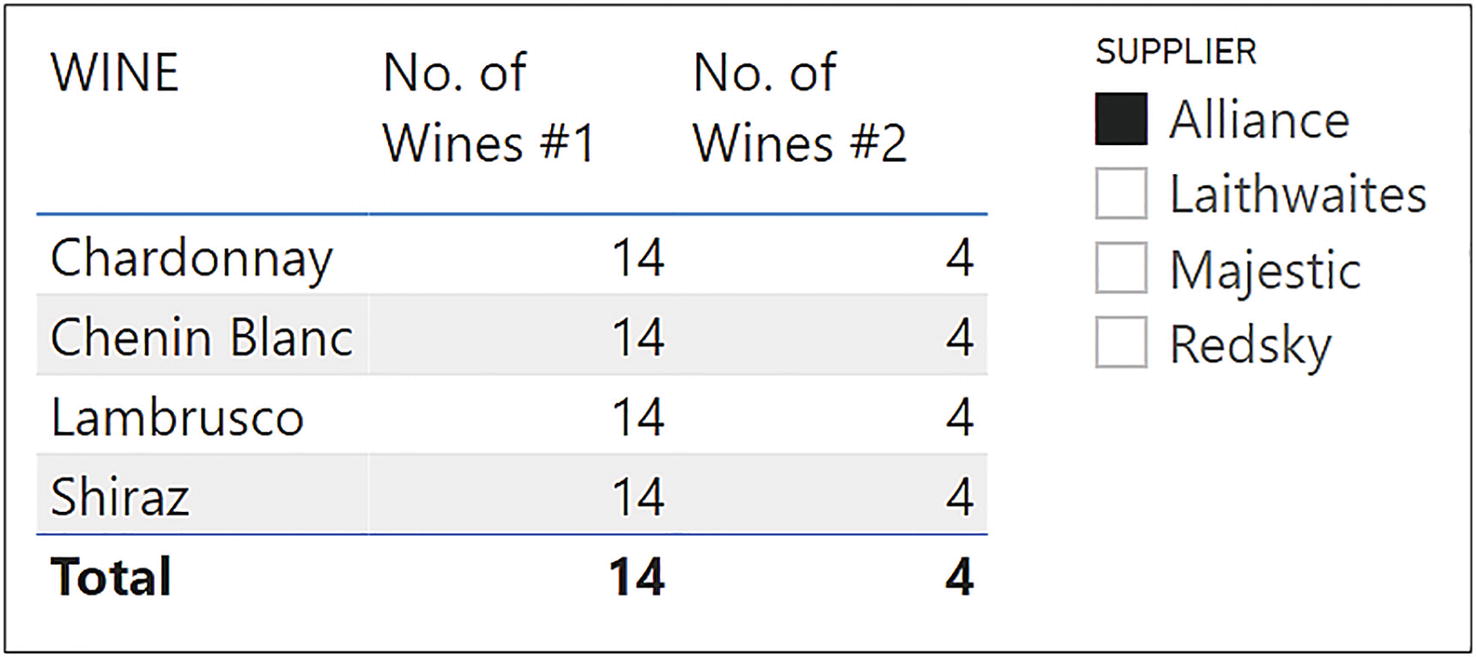 WINE No. of Wines #1 No. of Wines #2
Chardonnay 14 4
Chenin Blanc 14 4
Lambrusco 14 4
Shiraz 14 4
Total 14 4
SUPPLIER
Alliance
Laithwaites
Majestic
Redsky